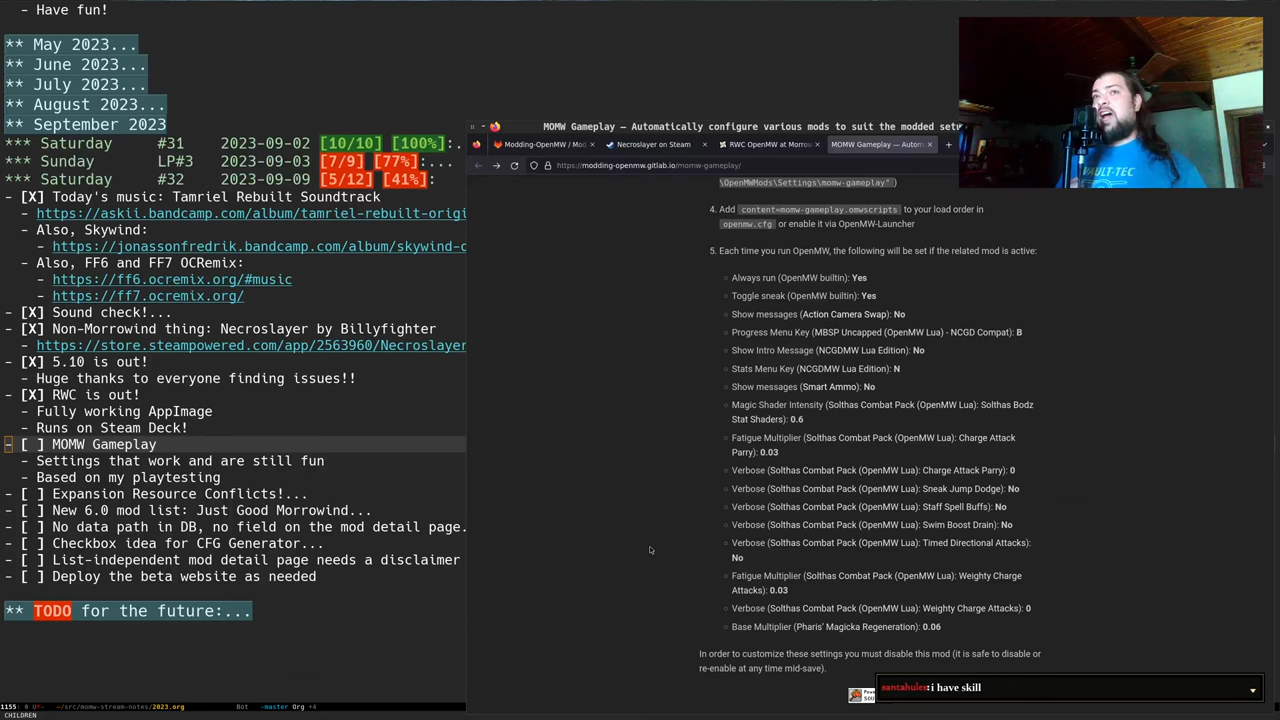 - Have fun!
** May 2023...
** June 2023...
** July 2023...
** August 2023...
** September 2023
*** Saturday #31 2023-09-02 [10/10] [100%]:.
*** Sunday LP#3 2023-09-03 [7/9] [77%]:...
*** Saturday #32 2023-09-09 [5/12] [41%]:
- [X] Today's music: Tamriel Rebuilt Soundtrack
- https://askii.bandcamp.com/album/tamriel-rebuilt-origi
- Also, Skywind:
- https://jonassonfredrik.bandcamp.com/album/skywind-o
- Also, FF6 and FF7 OCRemix:
- https://ff6.ocremix.org/#music
- https://ff7.ocremix.org/
- [X] Sound check!...
- [X] Non-Morrowind thing: Necroslayer by Billyfighter
- https://store.steampowered.com/app/2563960/Necroslayer
- [X] 5.10 is out!
- Huge thanks to everyone finding issues!!
- [X] RWC is out!
- Fully working AppImage
- Runs on Steam Deck!
- [ ] MOMW Gameplay
- Settings that work and are still fun
- Based on my playtesting
- [ ] Expansion Resource Conflicts!...
- [ ] New 6.0 mod list: Just Good Morrowind...
- [ ] No data path in DB, no field on the mod detail page.
- [ ] Checkbox idea for CFG Generator...
- [ ] List-independent mod detail page needs a disclaimer
- [ ] Deploy the beta website as needed
** TODO for the future:...
1155: 0 U*- ~/src/momw-stream-notes/2023.org Bot -master Org +4
CHILDREN
MOMW Gameplay — Automatically configure various mods to suit the modded setu
Modding-OpenMW / Mod
Necroslayer on Steam
RWC OpenMW at Morrow
MOMW Gameplay — Autom
https://modding-openmw.gitlab.io/momw-gameplay/
\OpenMWMods\Settings\momw-gameplay")
4. Add content=momw-gameplay.omwscripts to your load order in
openmw.cfg or enable it via OpenMW-Launcher
5. Each time you run OpenMW, the following will be set if the related mod is active:
Always run (OpenMW builtin): Yes
Toggle sneak (OpenMW builtin): Yes
Show messages (Action Camera Swap): No
Progress Menu Key (MBSP Uncapped (OpenMW Lua) - NCGD Compat): B
Show Intro Message (NCGDMW Lua Edition): No
Stats Menu Key (NCGDMW Lua Edition): N
Show messages (Smart Ammo): No
Magic Shader Intensity (Solthas Combat Pack (OpenMW Lua): Solthas Bodz
Stat Shaders): 0.6
Fatigue Multiplier (Solthas Combat Pack (OpenMW Lua): Charge Attack
Parry): 0.03
Verbose (Solthas Combat Pack (OpenMW Lua): Charge Attack Parry): 0
Verbose (Solthas Combat Pack (OpenMW Lua): Sneak Jump Dodge): No
Verbose (Solthas Combat Pack (OpenMW Lua): Staff Spell Buffs): No
Verbose (Solthas Combat Pack (OpenMW Lua): Swim Boost Drain): No
Verbose (Solthas Combat Pack (OpenMW Lua): Timed Directional Attacks):
No
Fatigue Multiplier (Solthas Combat Pack (OpenMW Lua): Weighty Charge
Attacks): 0.03
Verbose (Solthas Combat Pack (OpenMW Lua): Weighty Charge Attacks): 0
Base Multiplier (Pharis' Magicka Regeneration): 0.06
In order to customize these settings you must disable this mod (it is safe to disable or
re-enable at any time mid-save).
santahules: i have skill
VAULT-TEC